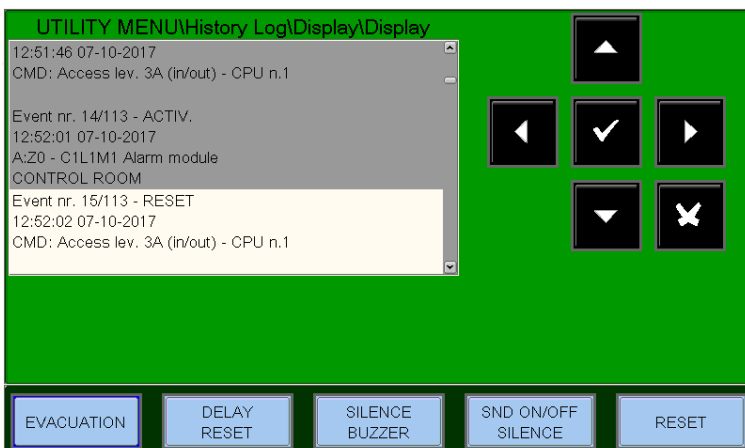 UTILITY MENU\History Log\Display\Display
12:51:46 07-10-2017
CMD: Access lev. 3A (in/out) - CPU n.1
Event nr. 14/113 - ACTIV.
12:52:01 07-10-2017
A:Z0 - C1L1M1 Alarm module
CONTROL ROOM
Event nr. 15/113 - RESET
12:52:02 07-10-2017
CMD: Access lev. 3A (in/out) - CPU n.1
EVACUATION
DELAY
RESET
SILENCE
BUZZER
SND ON/OFF
SILENCE
RESET